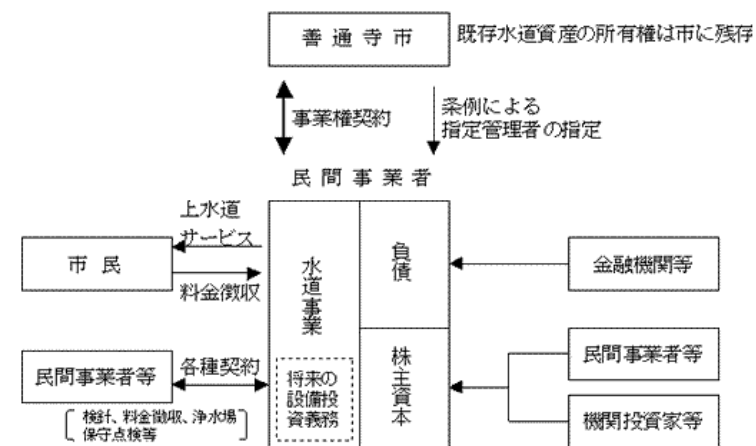 善通寺市
既存水道資産の所有権は市に残存
事業権契約
条例による
指定管理者の指定
民間事業者
上水道
サービス
市民
料金徴収
水道事業
負債
金融機関等
民間事業者等
各種契約
検針、料金徴収、浄水場
保守点検等
将来の
設備投
資義務
株主資本
民間事業者等
機関投資家等